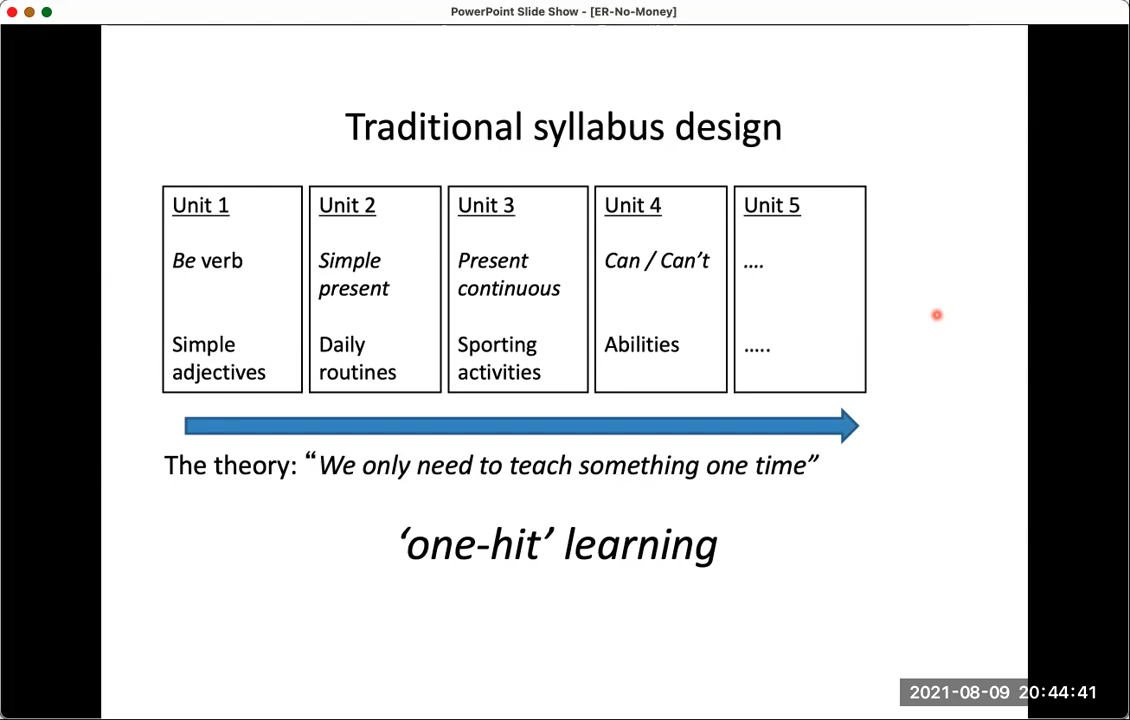 PowerPoint Slide Show - [ER-No-Money]
Traditional syllabus design
Unit 1
Be verb
Simple
adjectives
Unit 2
Simple
present
Daily
routines
Unit 3
Present
continuous
Sporting
activities
Unit 4
Can / Can’t
Abilities
Unit 5
....
.....
The theory: “We only need to teach something one time”
‘one-hit’ learning
2021-08-09 20:44:41